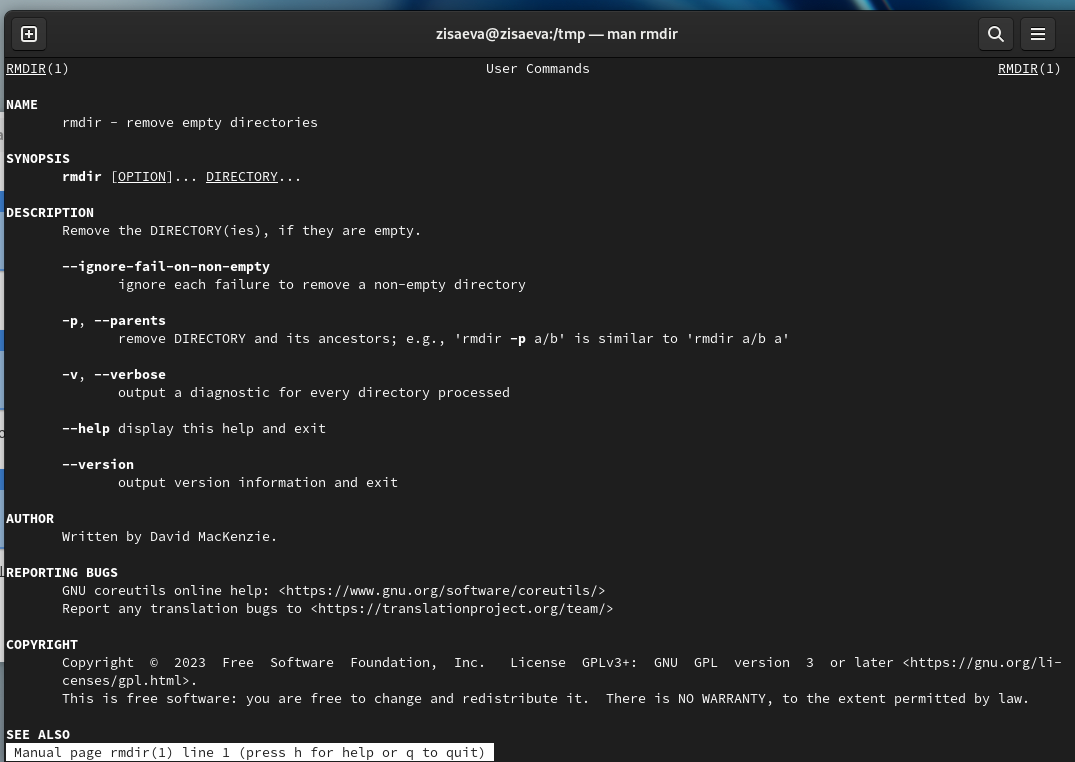 zisaeva@zisaeva:/tmp — man rmdir
RMDIR(1) User Commands RMDIR(1)
NAME
rmdir - remove empty directories
SYNOPSIS
rmdir [OPTION]... DIRECTORY...
DESCRIPTION
Remove the DIRECTORY(ies), if they are empty.
--ignore-fail-on-non-empty
ignore each failure to remove a non-empty directory
-p, --parents
remove DIRECTORY and its ancestors; e.g., 'rmdir -p a/b' is similar to 'rmdir a/b a'
-v, --verbose
output a diagnostic for every directory processed
--help display this help and exit
--version
output version information and exit
AUTHOR
Written by David MacKenzie.
REPORTING BUGS
GNU coreutils online help: <https://www.gnu.org/software/coreutils/>
Report any translation bugs to <https://translationproject.org/team/>
COPYRIGHT
Copyright © 2023 Free Software Foundation, Inc. License GPLv3+: GNU GPL version 3 or later <https://gnu.org/li-
censes/gpl.html>.
This is free software: you are free to change and redistribute it. There is NO WARRANTY, to the extent permitted by law.
SEE ALSO
Manual page rmdir(1) line 1 (press h for help or q to quit)